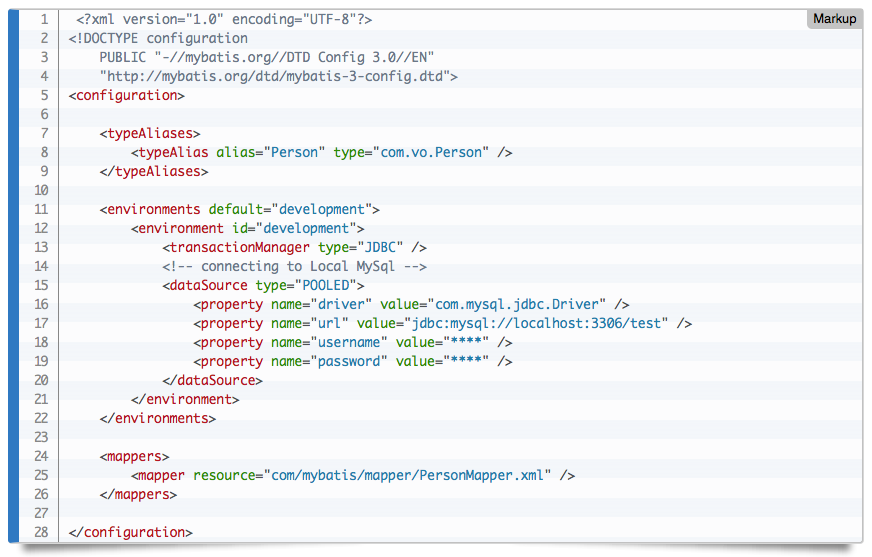 Markup
1  <?xml version="1.0" encoding="UTF-8"?>
2 <!DOCTYPE configuration
3     PUBLIC "-//mybatis.org//DTD Config 3.0//EN"
4     "http://mybatis.org/dtd/mybatis-3-config.dtd">
5 <configuration>
6
7     <typeAliases>
8         <typeAlias alias="Person" type="com.vo.Person" />
9     </typeAliases>
10
11     <environments default="development">
12         <environment id="development">
13             <transactionManager type="JDBC" />
14             <!-- connecting to Local MySql -->
15             <dataSource type="POOLED">
16                 <property name="driver" value="com.mysql.jdbc.Driver" />
17                 <property name="url" value="jdbc:mysql://localhost:3306/test" />
18                 <property name="username" value="****" />
19                 <property name="password" value="****" />
20             </dataSource>
21         </environment>
22     </environments>
23
24     <mappers>
25         <mapper resource="com/mybatis/mapper/PersonMapper.xml" />
26     </mappers>
27
28 </configuration>